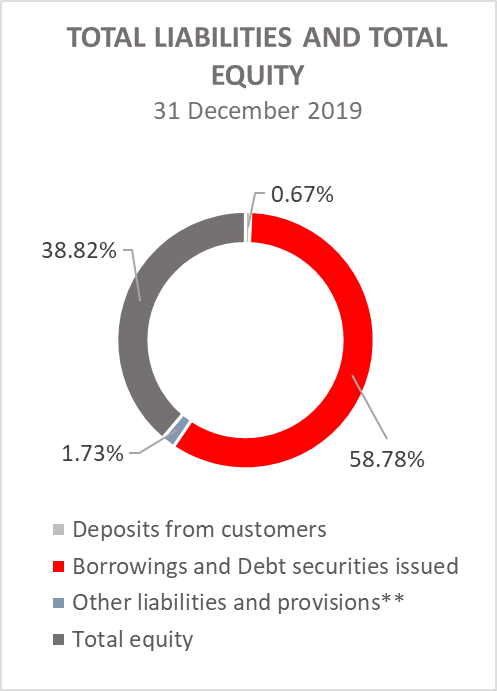 TOTAL LIABILITIES AND TOTAL
EQUITY
31 December 2019
0.67%
38.82%
1.73%
58.78%
Deposits from customers
Borrowings and Debt securities issued
Other liabilities and provisions**
Total equity